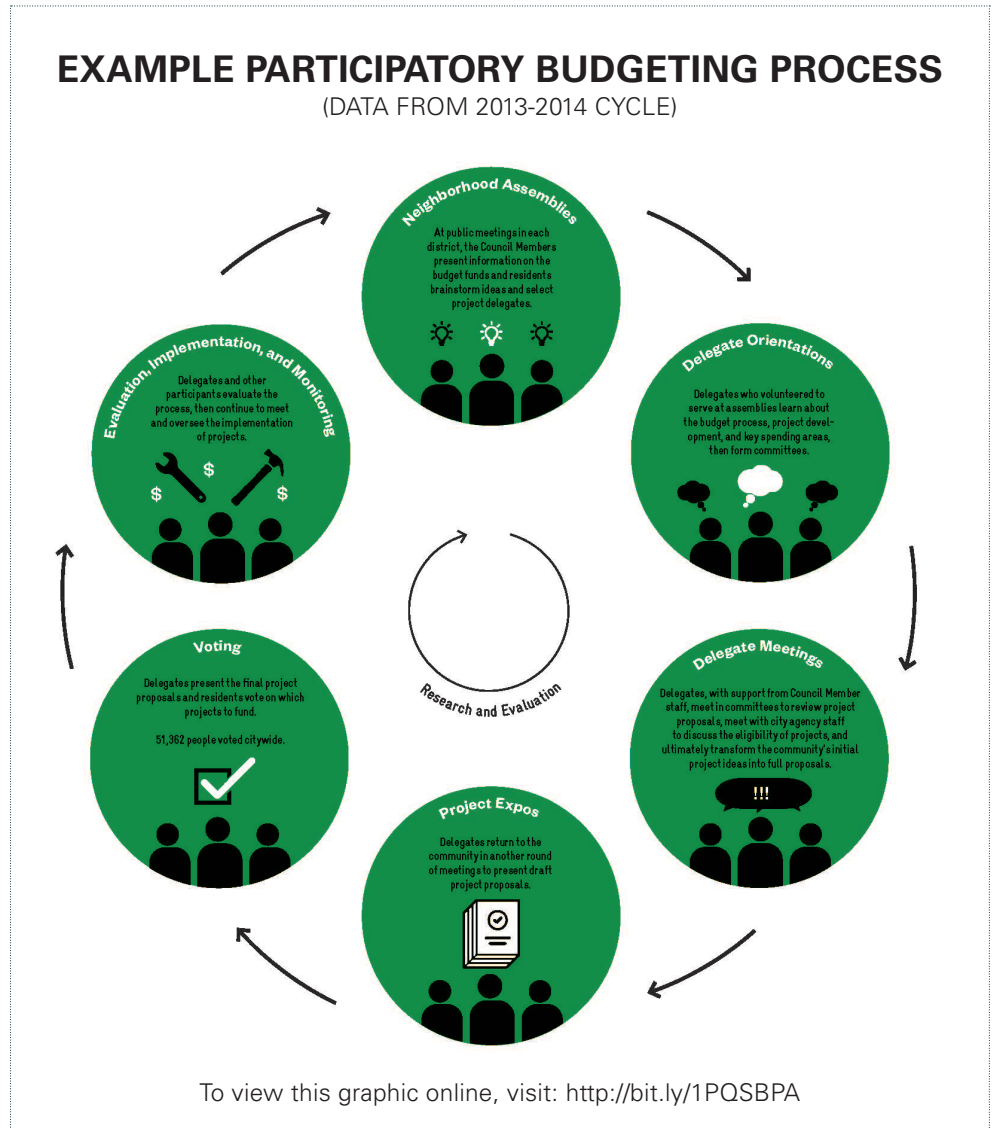 EXAMPLE PARTICIPATORY BUDGETING PROCESS
(DATA FROM 2013-2014 CYCLE)
Neighborhood Assemblies
At public meetings in each
district, the Council Members
present information on the
budget funds and residents
brainstorm ideas and select
project delegates.
Delegate Orientations
Delegates who volunteered to
serve at assemblies learn about
the budget process, project devel-
opment, and key spending areas,
then form committees.
Delegate Meetings
Delegates, with support from Council Member
staff, meet in committees to review project
proposals, meet with city agency staff
to discuss the eligibility of projects, and
ultimately transform the community's initial
project ideas into full proposals.
!!!
Project Expos
Delegates return to the
community in another round
of meetings to present draft
project proposals.
Voting
Delegates present the final project
proposals and residents vote on which
projects to fund.
51,362 people voted citywide.
Evaluation, Implementation, and Monitoring
Delegates and other
participants evaluate the
process, then continue to meet
and oversee the implementation
of projects.
$ $ $
Research and Evaluation
To view this graphic online, visit: http://bit.ly/1PQSBPA